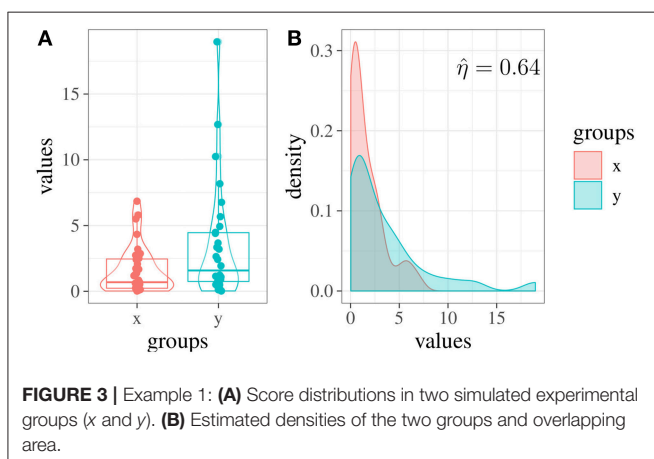 A
B
values
15
10
5
0
x
y
groups
density
0.3
0.2
0.1
0.0
η̂ = 0.64
0
5
10
15
values
groups
x
y
FIGURE 3 | Example 1: (A) Score distributions in two simulated experimental
groups (x and y). (B) Estimated densities of the two groups and overlapping
area.